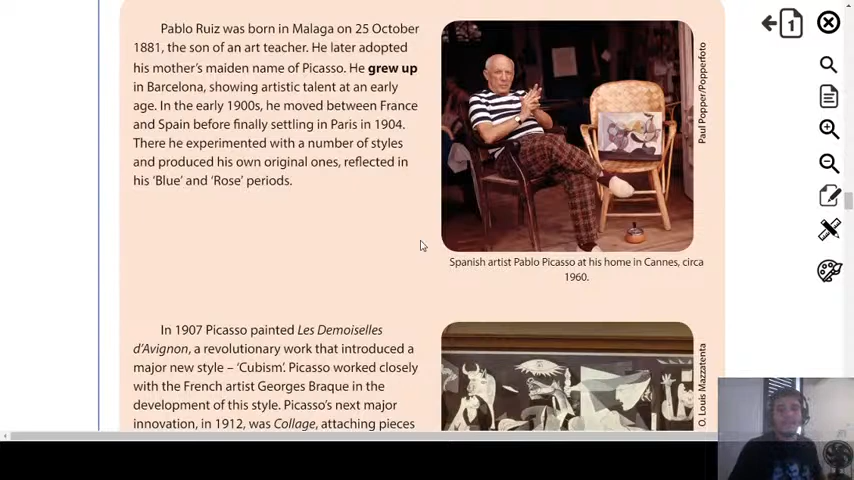 Pablo Ruiz was born in Malaga on 25 October
1881, the son of an art teacher. He later adopted
his mother's maiden name of Picasso. He grew up
in Barcelona, showing artistic talent at an early
age. In the early 1900s, he moved between France
and Spain before finally settling in Paris in 1904.
There he experimented with a number of styles
and produced his own original ones, reflected in
his 'Blue' and 'Rose' periods.
Paul Popper/Popperfoto
Spanish artist Pablo Picasso at his home in Cannes, circa
1960.
In 1907 Picasso painted Les Demoiselles
d'Avignon, a revolutionary work that introduced a
major new style – 'Cubism'. Picasso worked closely
with the French artist Georges Braque in the
development of this style. Picasso's next major
innovation, in 1912, was Collage, attaching pieces
O. Louis Mazzatenta
1